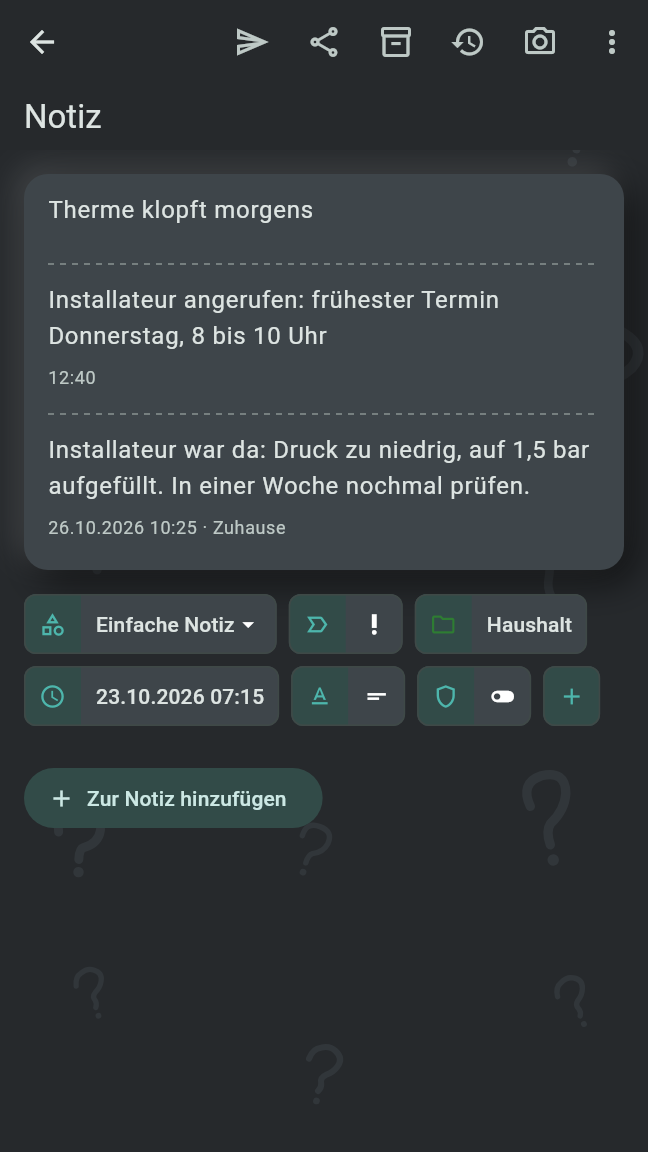 Notiz
Therme klopft morgens
Installateur angerufen: frühester Termin
Donnerstag, 8 bis 10 Uhr
12:40
Installateur war da: Druck zu niedrig, auf 1,5 bar
aufgefüllt. In einer Woche nochmal prüfen.
26.10.2026 10:25 · Zuhause
Einfache Notiz
Haushalt
23.10.2026 07:15
Zur Notiz hinzufügen